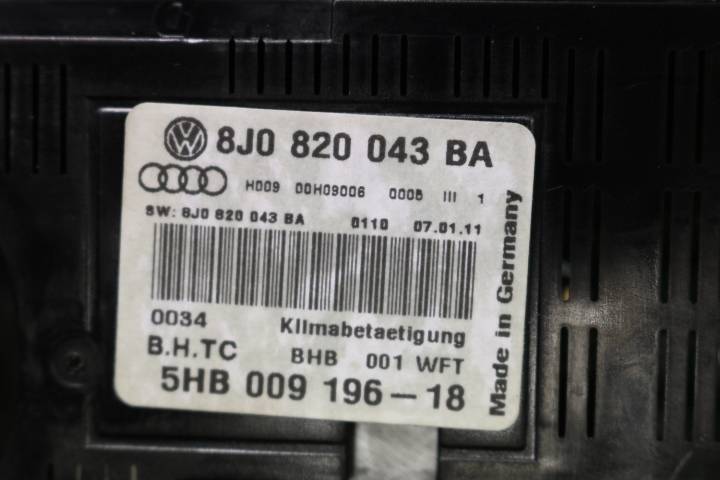 8J0 820 043 BA
H009 00H09006 0005 III 1
SW: 8J0 820 043 BA 0110 07.01.11
0034 Klimabetaetigung
B.H.TC BHB 001 WFT
5HB 009 196-18
Made in Germany